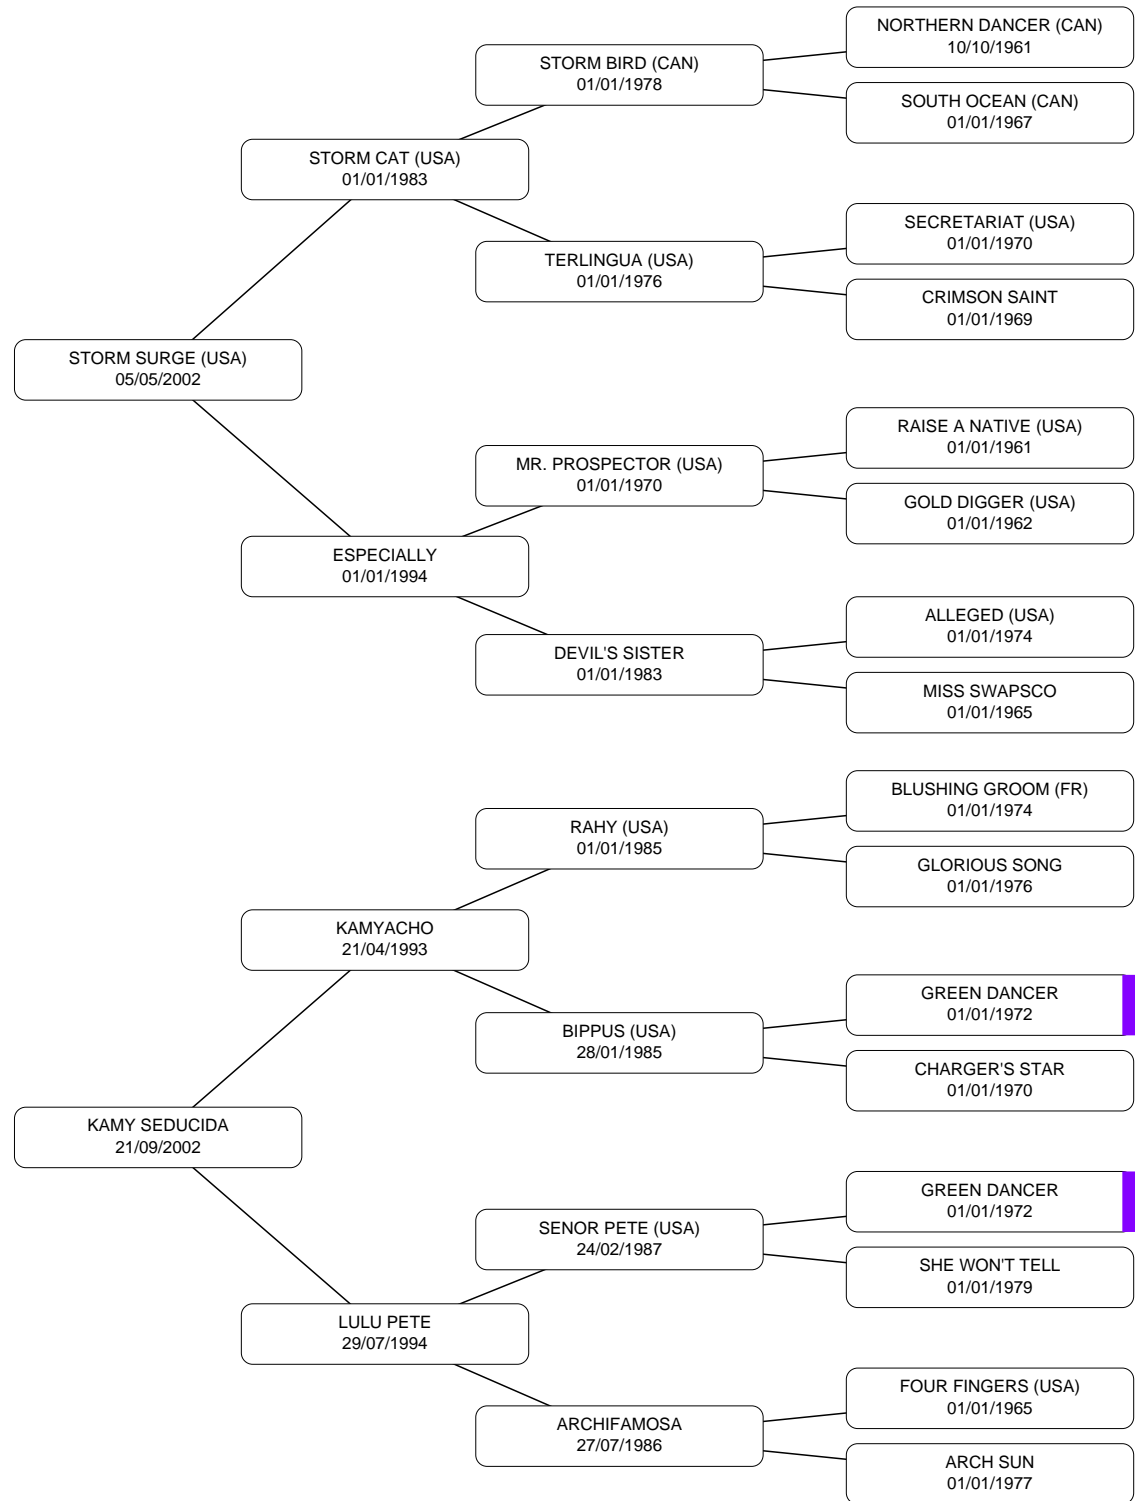 NORTHERN DANCER (CAN)
10/10/1961
STORM BIRD (CAN)
01/01/1978
SOUTH OCEAN (CAN)
01/01/1967
STORM CAT (USA)
01/01/1983
SECRETARIAT (USA)
01/01/1970
TERLINGUA (USA)
01/01/1976
CRIMSON SAINT
01/01/1969
STORM SURGE (USA)
05/05/2002
RAISE A NATIVE (USA)
01/01/1961
MR. PROSPECTOR (USA)
01/01/1970
GOLD DIGGER (USA)
01/01/1962
ESPECIALLY
01/01/1994
ALLEGED (USA)
01/01/1974
DEVIL'S SISTER
01/01/1983
MISS SWAPSCO
01/01/1965
BLUSHING GROOM (FR)
01/01/1974
RAHY (USA)
01/01/1985
GLORIOUS SONG
01/01/1976
KAMYACHO
21/04/1993
GREEN DANCER
01/01/1972
BIPPUS (USA)
28/01/1985
CHARGER'S STAR
01/01/1970
KAMY SEDUCIDA
21/09/2002
GREEN DANCER
01/01/1972
SENOR PETE (USA)
24/02/1987
SHE WON'T TELL
01/01/1979
LULU PETE
29/07/1994
FOUR FINGERS (USA)
01/01/1965
ARCHIFAMOSA
27/07/1986
ARCH SUN
01/01/1977